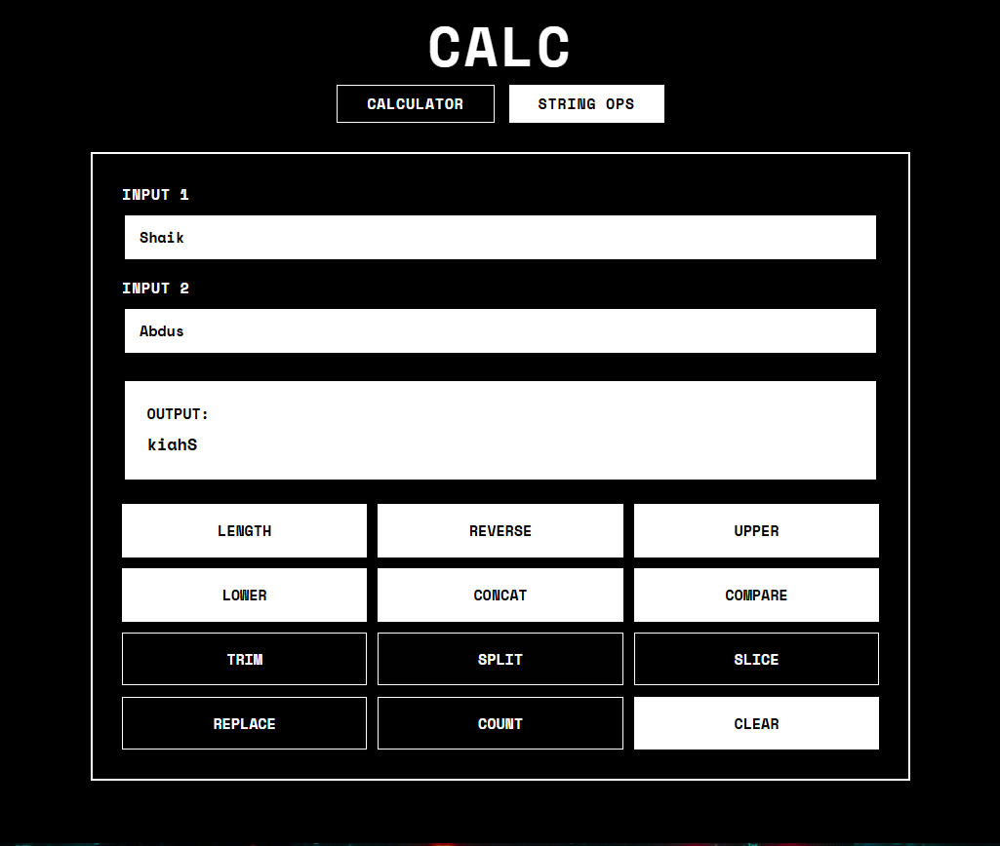 CALC
CALCULATOR STRING OPS
INPUT 1
Shaik
INPUT 2
Abdus
OUTPUT:
kiahS
LENGTH REVERSE UPPER
LOWER CONCAT COMPARE
TRIM SPLIT SLICE
REPLACE COUNT CLEAR